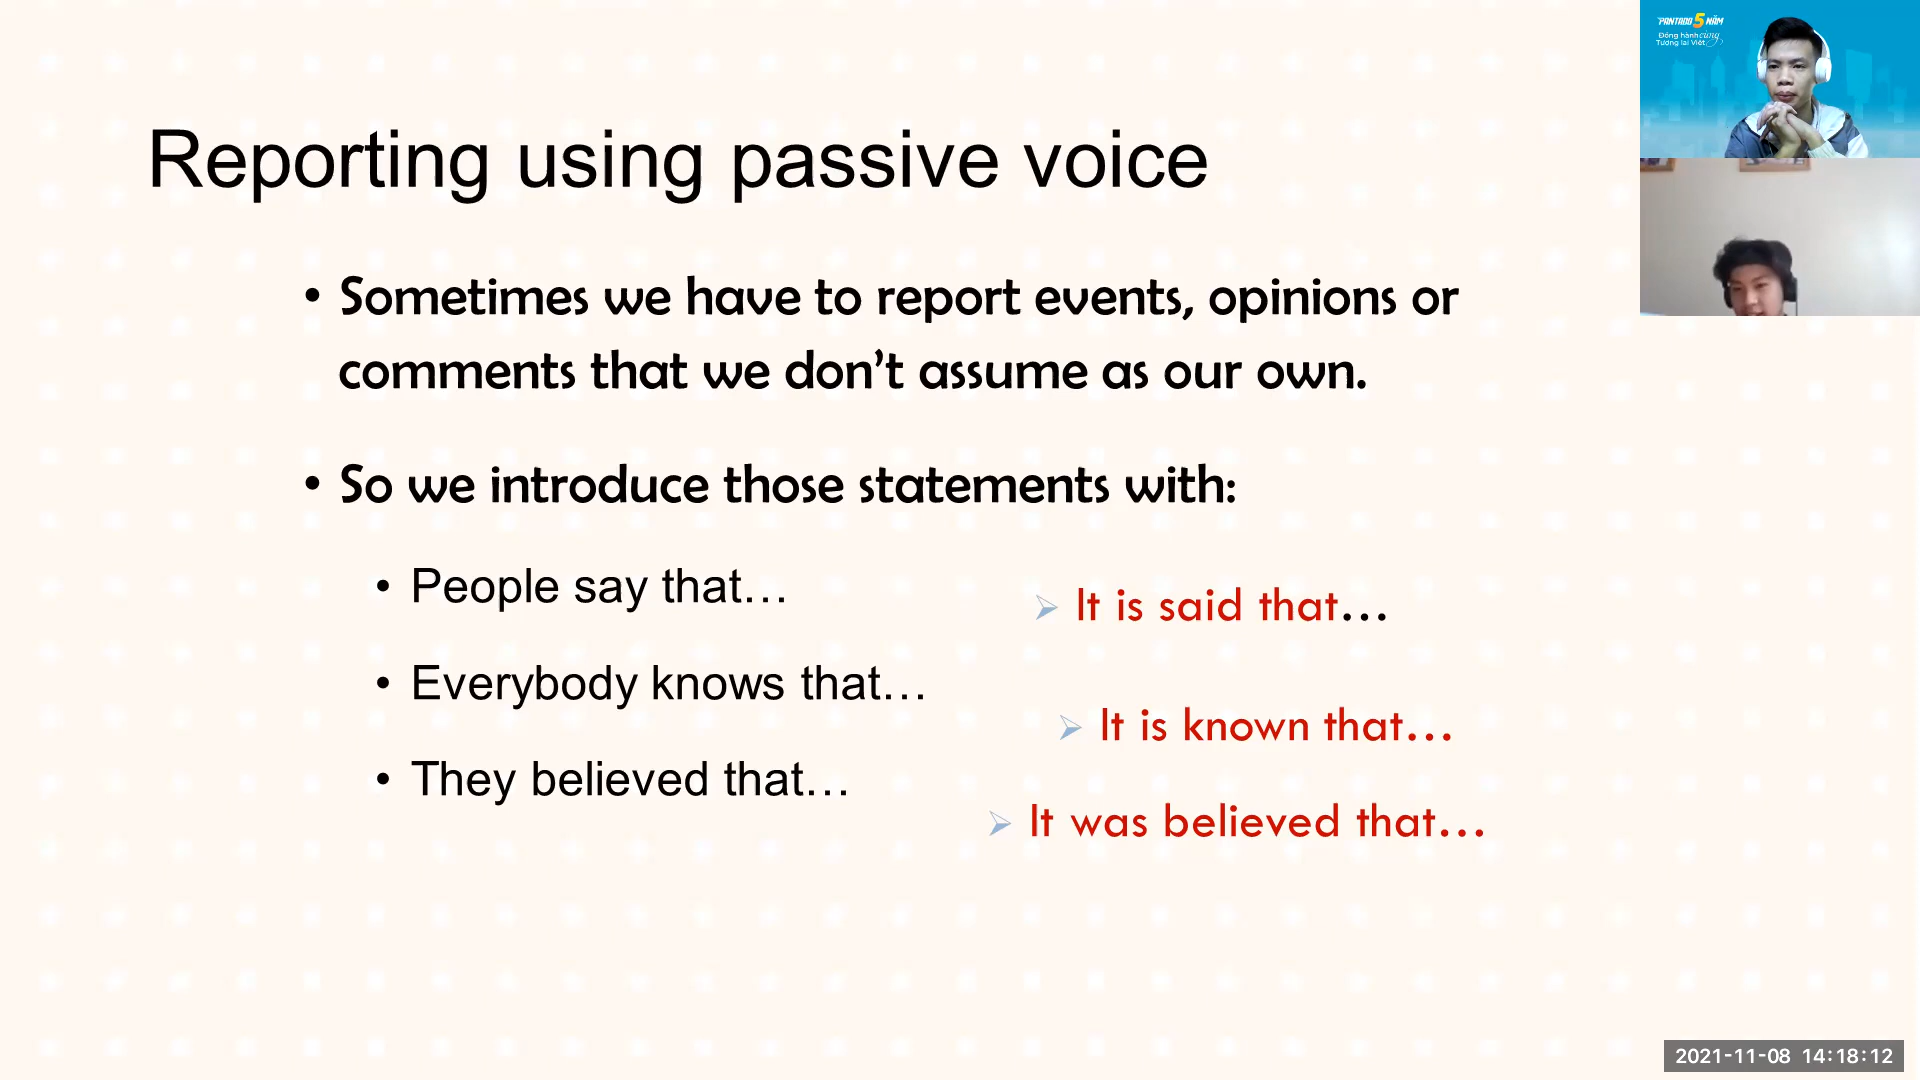 Reporting using passive voice
• Sometimes we have to report events, opinions or
comments that we don’t assume as our own.
• So we introduce those statements with:
• People say that…
➢ It is said that…
• Everybody knows that…
➢ It is known that…
• They believed that…
➢ It was believed that…
PANTADO 5 NĂM
Đồng hành cùng
Tương lai Việt
2021-11-08 14:18:12